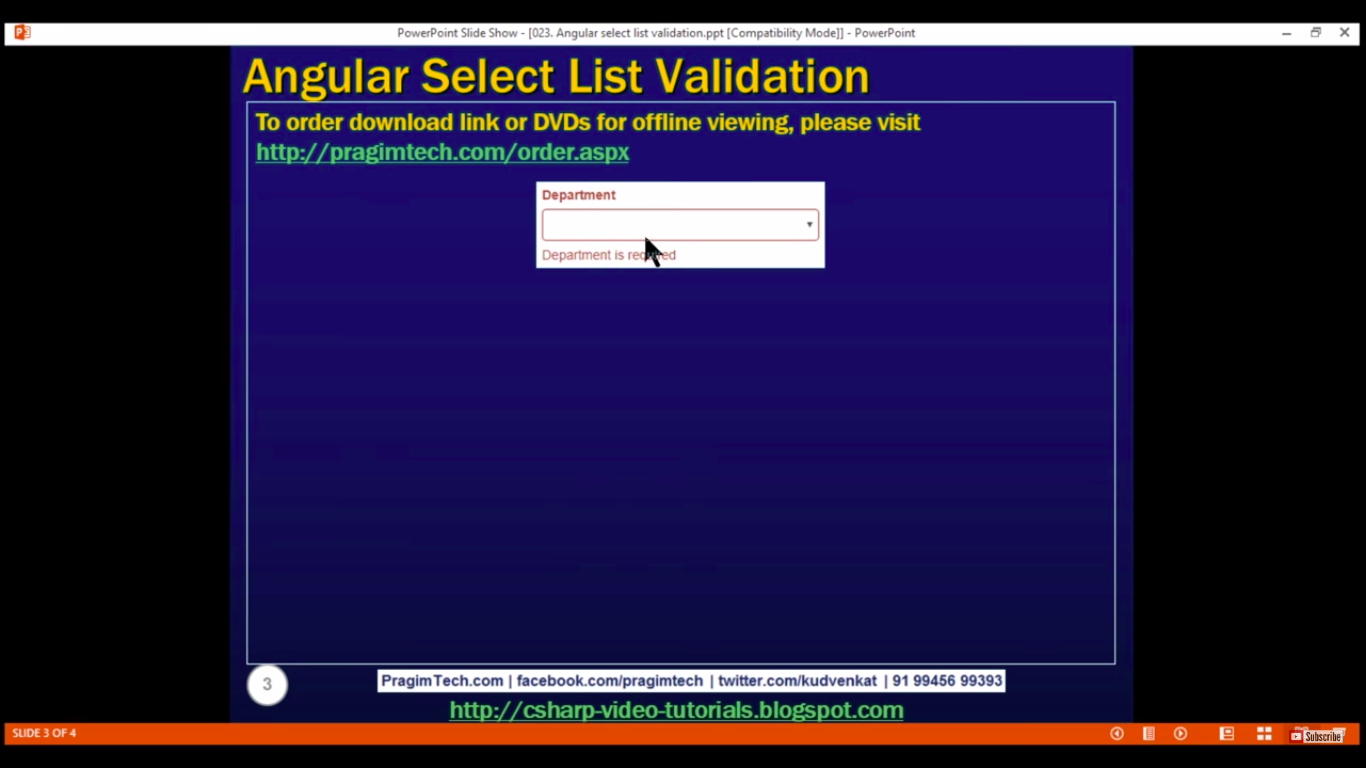 PowerPoint Slide Show - [023. Angular select list validation.ppt [Compatibility Mode]] - PowerPoint
Angular Select List Validation
To order download link or DVDs for offline viewing, please visit
http://pragimtech.com/order.aspx
Department
Department is required
3
PragimTech.com | facebook.com/pragimtech | twitter.com/kudvenkat | 91 99456 99393
http://csharp-video-tutorials.blogspot.com
SLIDE 3 OF 4
Subscribe